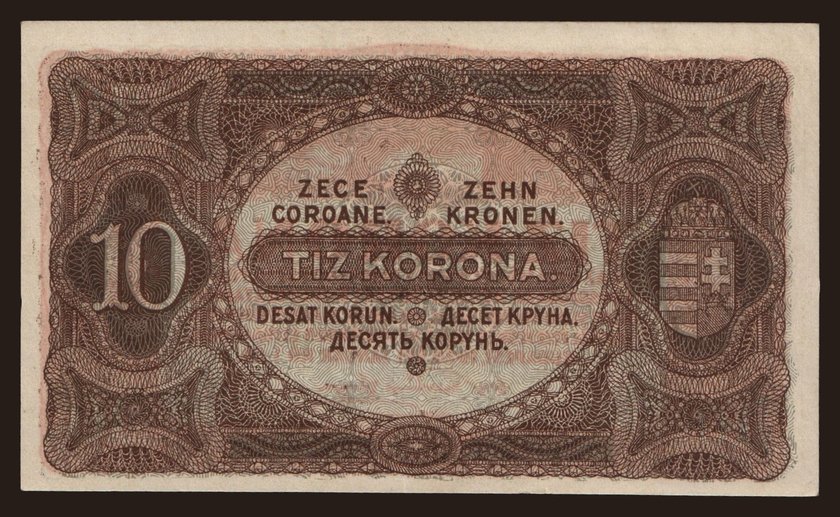 ZECE
COROANE.
ZEHN
KRONEN.
10
TIZ KORONA.
DESAT KORUN.
ДЕСЕТ КРУНА.
ДЕСЯТЬ КОРУНЬ.